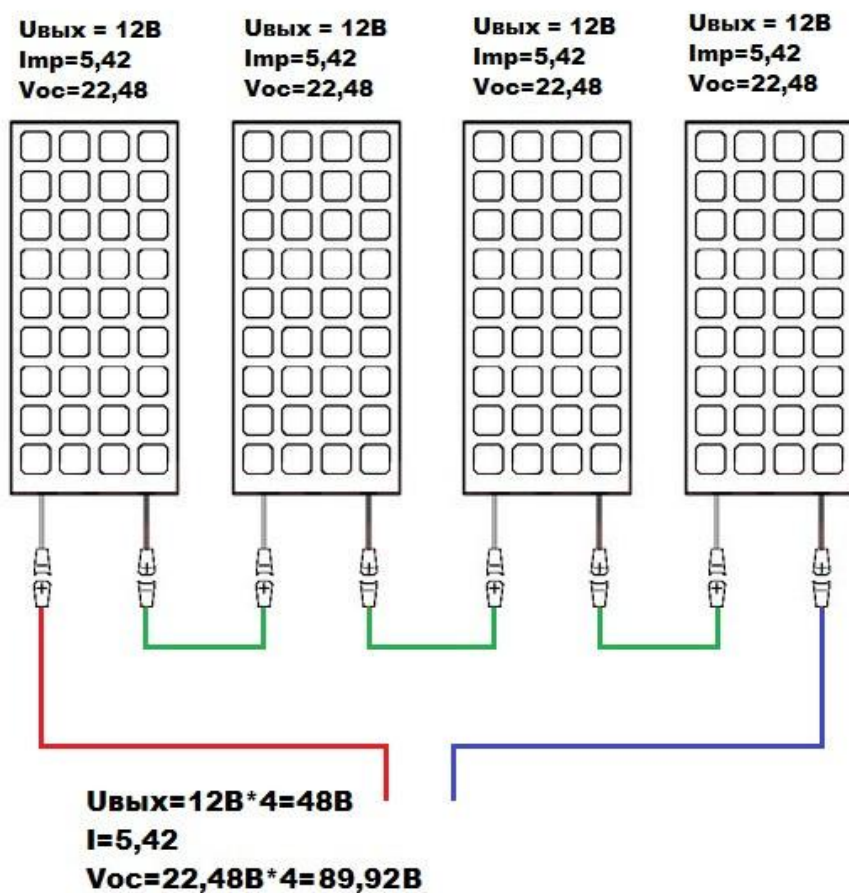 Uвых = 12В
Imp=5,42
Voc=22,48
Uвых = 12В
Imp=5,42
Voc=22,48
Uвых = 12В
Imp=5,42
Voc=22,48
Uвых = 12В
Imp=5,42
Voc=22,48
− + − + − + − +
+ − + − + − + −
Uвых=12В*4=48В
I=5,42
Voc=22,48В*4=89,92В